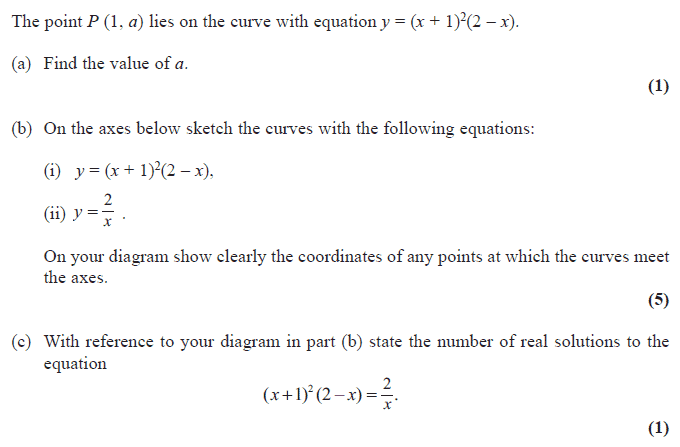 The point P (1, a) lies on the curve with equation y = (x + 1)²(2 – x).
(a) Find the value of a.
(1)
(b) On the axes below sketch the curves with the following equations:
(i) y = (x + 1)²(2 – x),
(ii) y = 2/x .
On your diagram show clearly the coordinates of any points at which the curves meet
the axes.
(5)
(c) With reference to your diagram in part (b) state the number of real solutions to the
equation
(x+1)²(2–x) = 2/x.
(1)